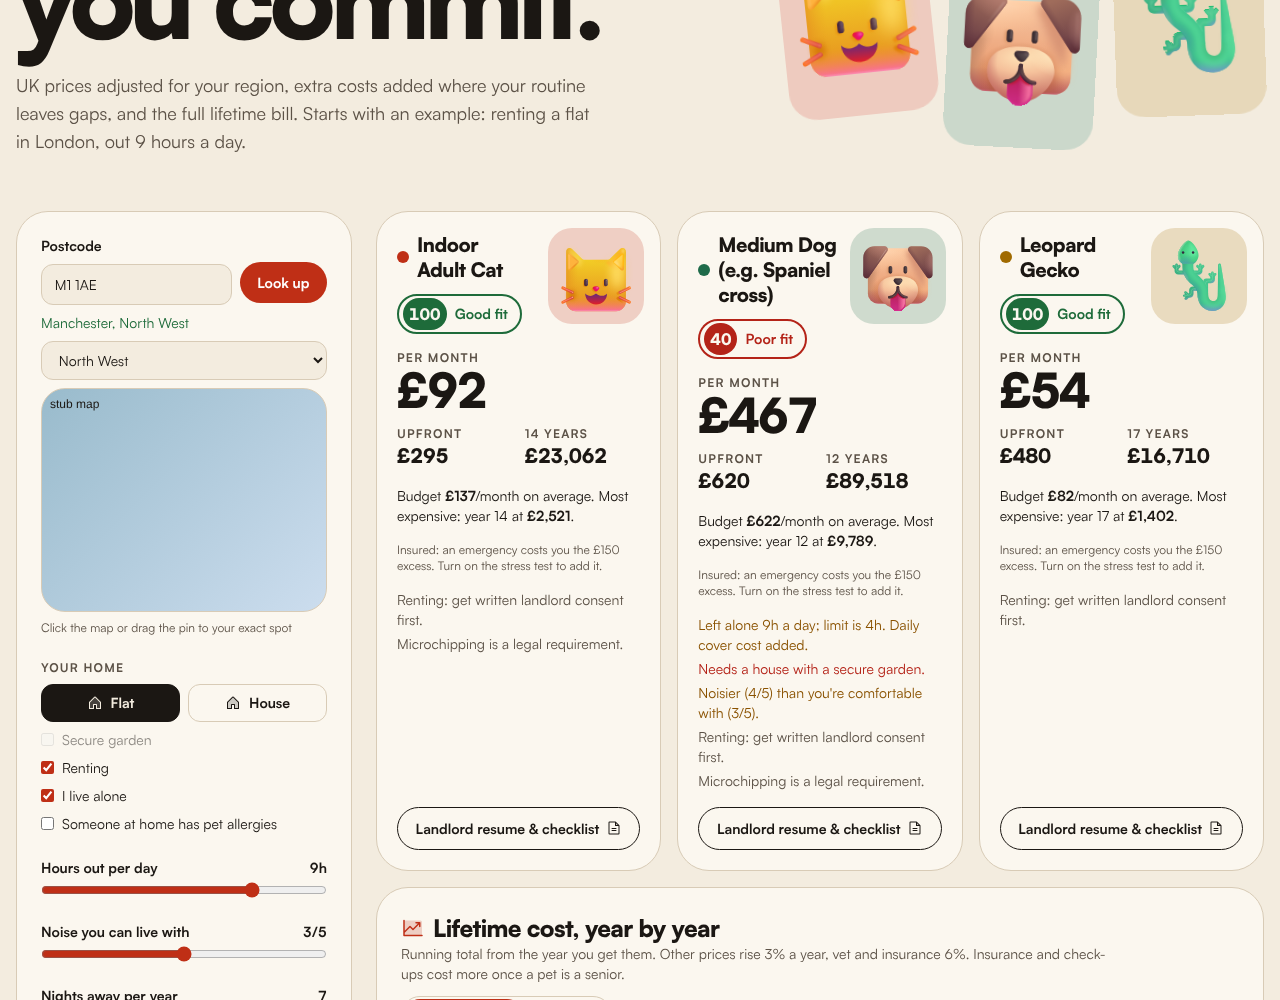 you commit.
UK prices adjusted for your region, extra costs added where your routine
leaves gaps, and the full lifetime bill. Starts with an example: renting a flat
in London, out 9 hours a day.
Postcode
M1 1AE
Look up
Manchester, North West
North West
stub map
Click the map or drag the pin to your exact spot
YOUR HOME
Flat
House
Secure garden
Renting
I live alone
Someone at home has pet allergies
Hours out per day
9h
Noise you can live with
3/5
Nights away per year
7
Indoor
Adult Cat
100 Good fit
PER MONTH
£92
UPFRONT
£295
14 YEARS
£23,062
Budget £137/month on average. Most
expensive: year 14 at £2,521.
Insured: an emergency costs you the £150
excess. Turn on the stress test to add it.
Renting: get written landlord consent
first.
Microchipping is a legal requirement.
Landlord resume & checklist
Medium Dog
(e.g. Spaniel
cross)
40 Poor fit
PER MONTH
£467
UPFRONT
£620
12 YEARS
£89,518
Budget £622/month on average. Most
expensive: year 12 at £9,789.
Insured: an emergency costs you the £150
excess. Turn on the stress test to add it.
Left alone 9h a day; limit is 4h. Daily
cover cost added.
Needs a house with a secure garden.
Noisier (4/5) than you're comfortable
with (3/5).
Renting: get written landlord consent
first.
Microchipping is a legal requirement.
Landlord resume & checklist
Leopard
Gecko
100 Good fit
PER MONTH
£54
UPFRONT
£480
17 YEARS
£16,710
Budget £82/month on average. Most
expensive: year 17 at £1,402.
Insured: an emergency costs you the £150
excess. Turn on the stress test to add it.
Renting: get written landlord consent
first.
Landlord resume & checklist
Lifetime cost, year by year
Running total from the year you get them. Other prices rise 3% a year, vet and insurance 6%. Insurance and check-
ups cost more once a pet is a senior.